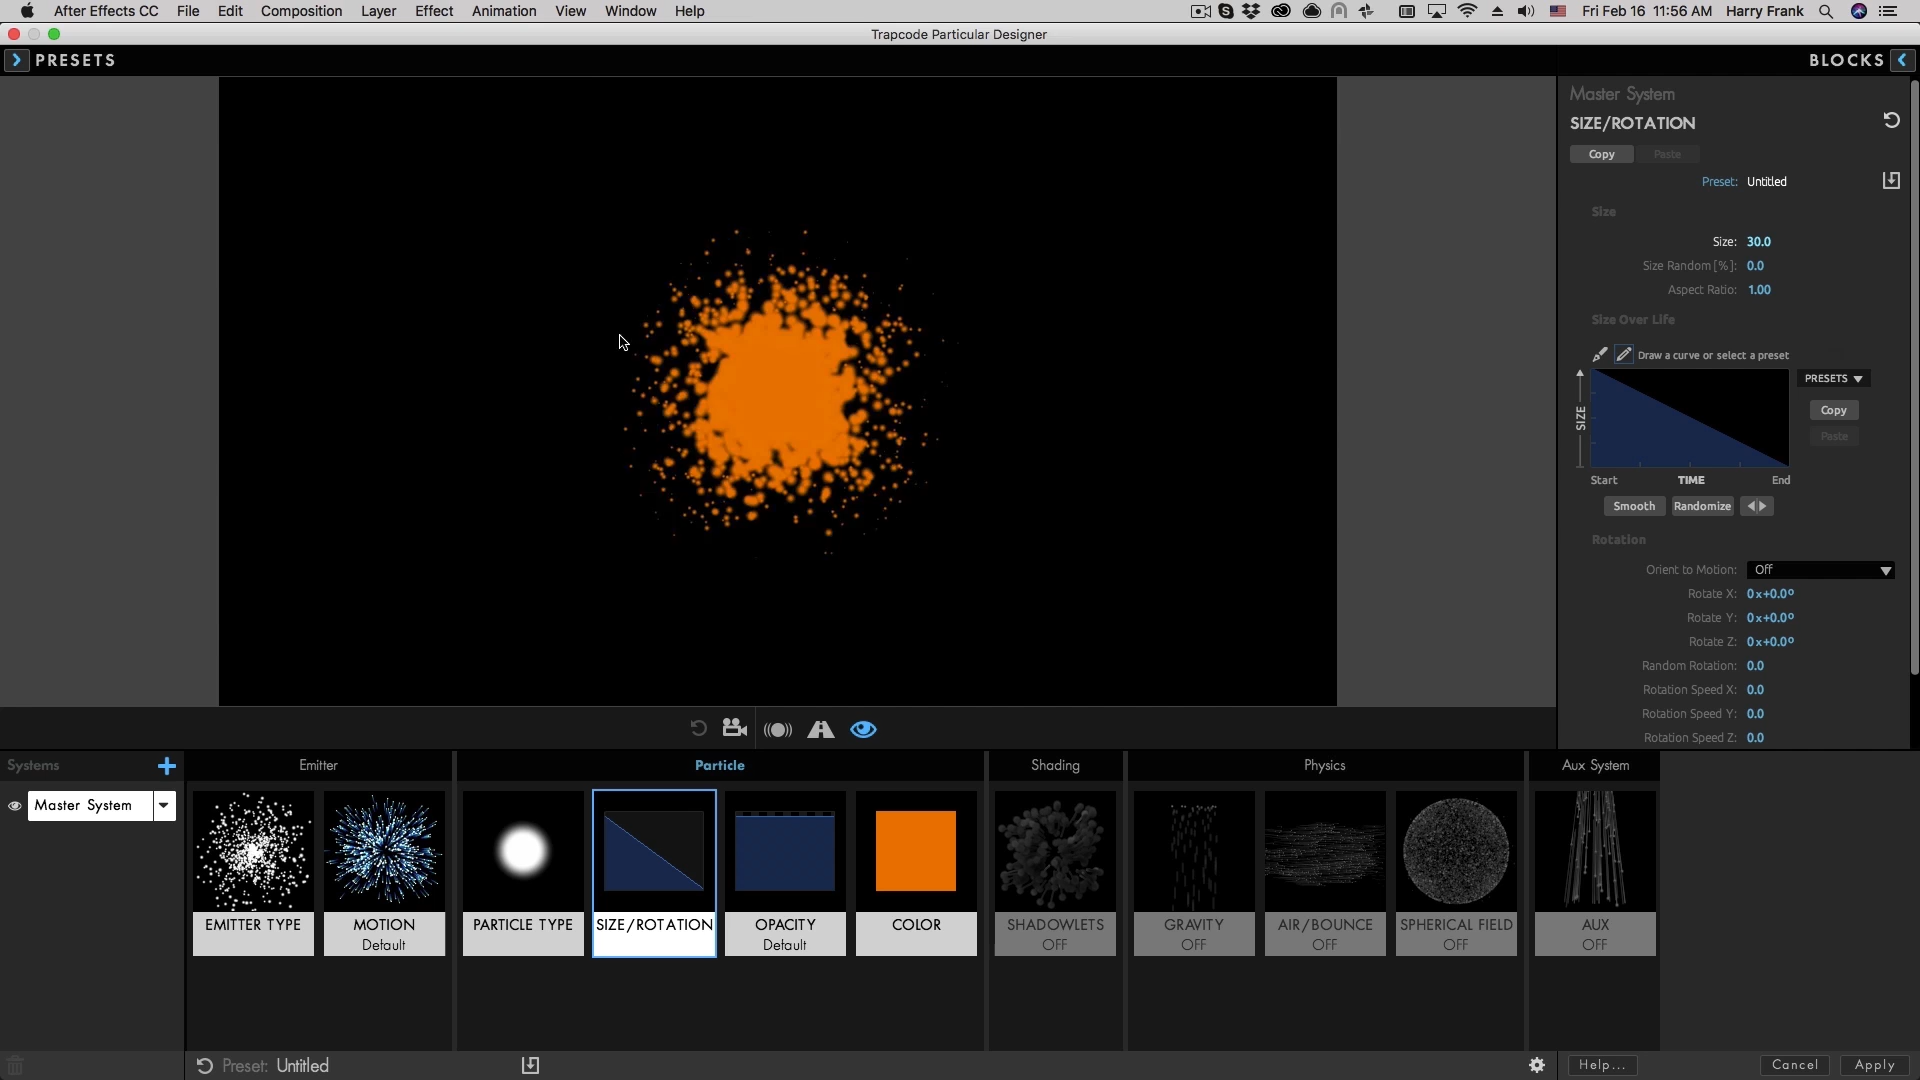 After Effects CC File Edit Composition Layer Effect Animation View Window Help Fri Feb 16 11:56 AM Harry Frank
Trapcode Particular Designer
PRESETS
BLOCKS
Master System
SIZE/ROTATION
Copy Paste
Preset: Untitled
Size
Size: 30.0
Size Random [%]: 0.0
Aspect Ratio: 1.00
Size Over Life
Draw a curve or select a preset
PRESETS
Copy
SIZE
Paste
Start TIME End
Smooth Randomize
Rotation
Orient to Motion: Off
Rotate X: 0x+0.0º
Rotate Y: 0x+0.0º
Rotate Z: 0x+0.0º
Random Rotation: 0.0
Rotation Speed X: 0.0
Rotation Speed Y: 0.0
Rotation Speed Z: 0.0
Systems Emitter Particle Shading Physics Aux System
Master System
EMITTER TYPE MOTION PARTICLE TYPE SIZE/ROTATION OPACITY COLOR SHADOWLETS GRAVITY AIR/BOUNCE SPHERICAL FIELD AUX
Default Default OFF OFF OFF OFF OFF
Preset: Untitled Help... Cancel Apply